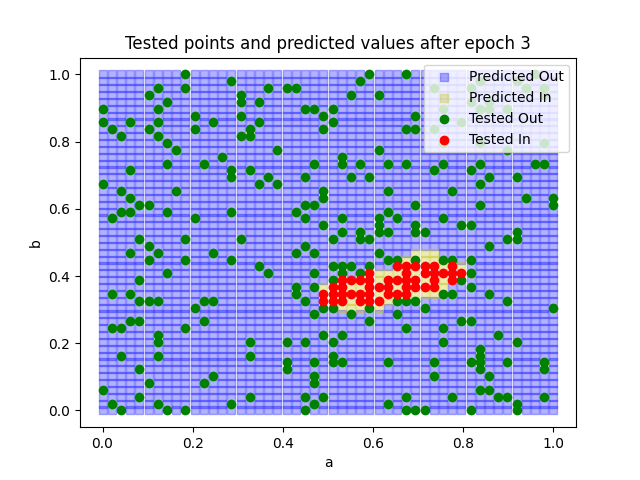 Tested points and predicted values after epoch 3
Predicted Out
Predicted In
Tested Out
Tested In
1.0
0.8
0.6
0.4
0.2
0.0
b
0.0 0.2 0.4 0.6 0.8 1.0
a